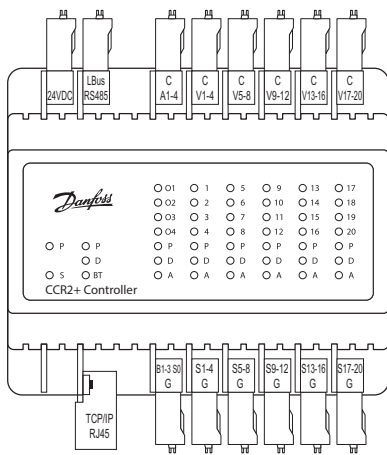 24VDC
LBus
RS485
C
A1-4
C
V1-4
C
V5-8
C
V9-12
C
V13-16
C
V17-20
Danfoss
O1 1 5 9 13 17
O2 2 6 10 14 18
O3 3 7 11 15 19
O4 4 8 12 16 20
P P P P P P P P
D D D D D D D
S BT A A A A A A
CCR2+ Controller
TCP/IP
RJ45
B1-3 S0
G
S1-4
G
S5-8
G
S9-12
G
S13-16
G
S17-20
G